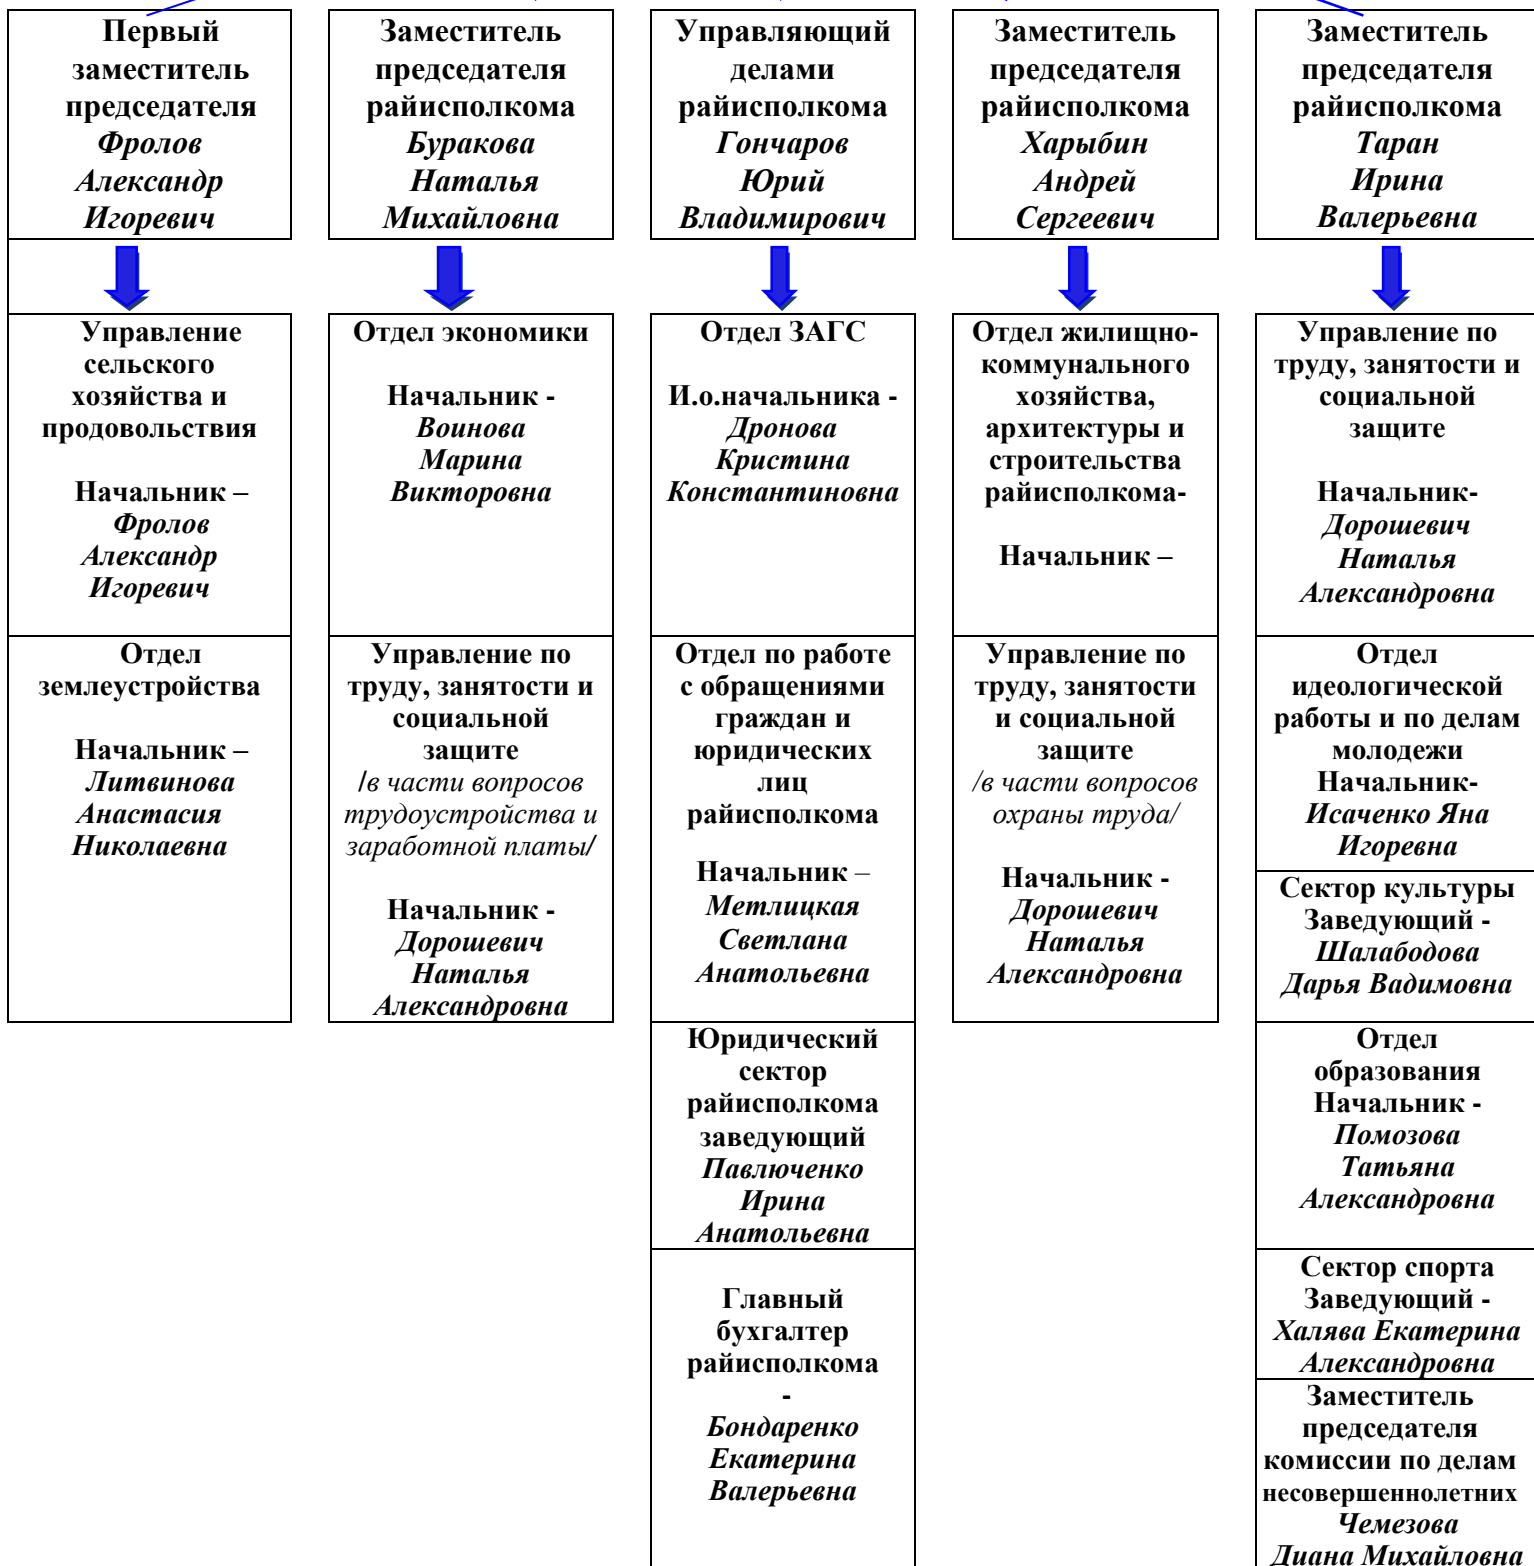 Первый
заместитель
председателя
Фролов
Александр
Игоревич
Управление
сельского
хозяйства и
продовольствия
Начальник –
Фролов
Александр
Игоревич
Отдел
землеустройства
Начальник –
Литвинова
Анастасия
Николаевна
Заместитель
председателя
райисполкома
Буракова
Наталья
Михайловна
Отдел экономики
Начальник -
Воинова
Марина
Викторовна
Управление по
труду, занятости и
социальной
защите
/в части вопросов
трудоустройства и
заработной платы/
Начальник -
Дорошевич
Наталья
Александровна
Управляющий
делами
райисполкома
Гончаров
Юрий
Владимирович
Отдел ЗАГС
И.о.начальника -
Дронова
Кристина
Константиновна
Отдел по работе
с обращениями
граждан и
юридических
лиц
райисполкома
Начальник –
Метлицкая
Светлана
Анатольевна
Юридический
сектор
райисполкома
заведующий
Павлюченко
Ирина
Анатольевна
Главный
бухгалтер
райисполкома
-
Бондаренко
Екатерина
Валерьевна
Заместитель
председателя
райисполкома
Харыбин
Андрей
Сергеевич
Отдел жилищно-
коммунального
хозяйства,
архитектуры и
строительства
райисполкома-
Начальник –
Управление по
труду, занятости
и социальной
защите
/в части вопросов
охраны труда/
Начальник -
Дорошевич
Наталья
Александровна
Заместитель
председателя
райисполкома
Таран
Ирина
Валерьевна
Управление по
труду, занятости и
социальной
защите
Начальник-
Дорошевич
Наталья
Александровна
Отдел
идеологической
работы и по делам
молодежи
Начальник-
Исаченко Яна
Игоревна
Сектор культуры
Заведующий -
Шалабодова
Дарья Вадимовна
Отдел
образования
Начальник -
Помозова
Татьяна
Александровна
Сектор спорта
Заведующий -
Халява Екатерина
Александровна
Заместитель
председателя
комиссии по делам
несовершеннолетних
Чемезова
Диана Михайловна